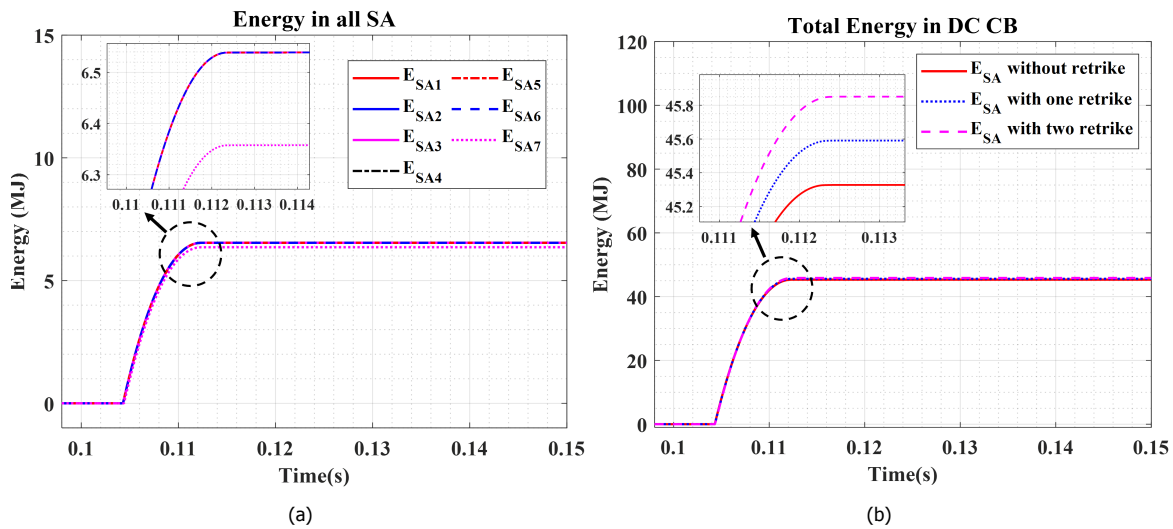 Energy in all SA
15
10
5
0
Energy (MJ)
6.5
6.4
6.3
0.11 0.111 0.112 0.113 0.114
E_SA1 E_SA5
E_SA2 E_SA6
E_SA3 E_SA7
E_SA4
0.1 0.11 0.12 0.13 0.14 0.15
Time(s)
(a)
Total Energy in DC CB
120
100
80
60
40
20
0
Energy (MJ)
45.8
45.6
45.4
45.2
0.111 0.112 0.113
E_SA without retrike
E_SA with one retrike
E_SA with two retrike
0.1 0.11 0.12 0.13 0.14 0.15
Time(s)
(b)